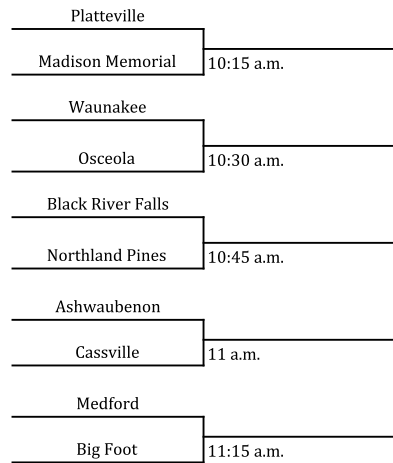 Platteville
Madison Memorial
10:15 a.m.
Waunakee
Osceola
10:30 a.m.
Black River Falls
Northland Pines
10:45 a.m.
Ashwaubenon
Cassville
11 a.m.
Medford
Big Foot
11:15 a.m.